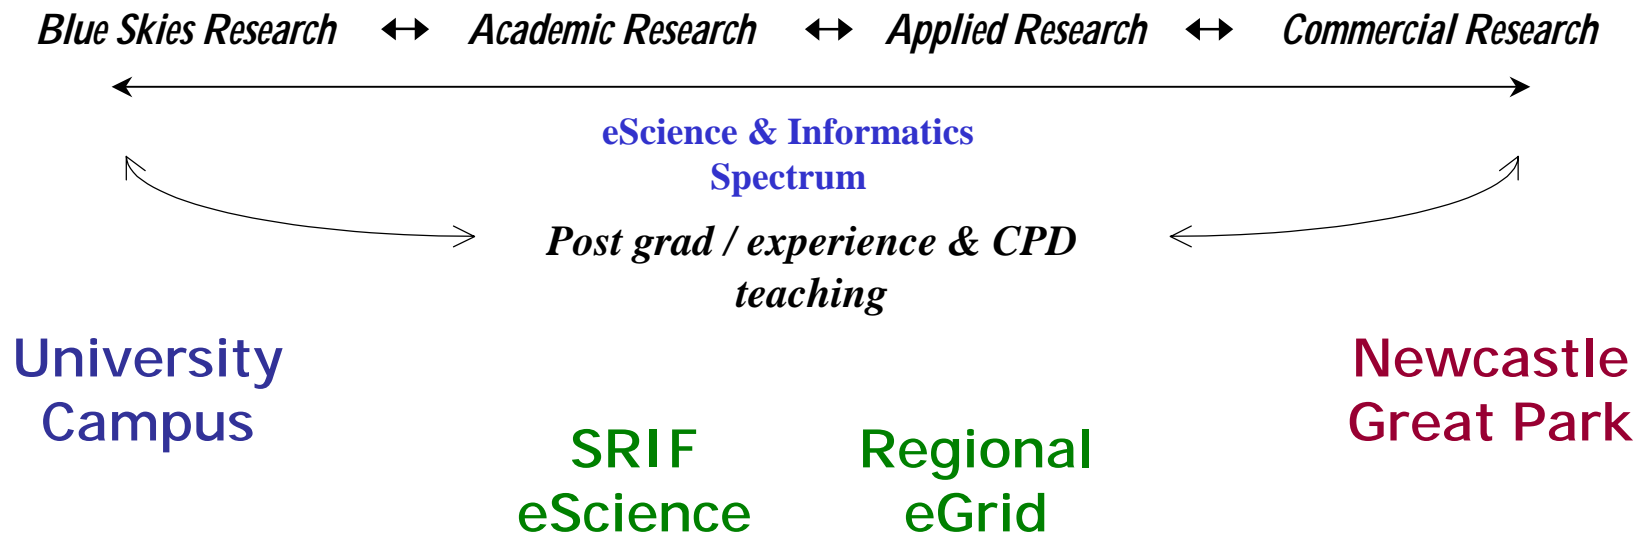 Blue Skies Research ↔ Academic Research ↔ Applied Research ↔ Commercial Research
eScience & Informatics
Spectrum
Post grad / experience & CPD
teaching
University
Campus
Newcastle
Great Park
SRIF
eScience
Regional
eGrid